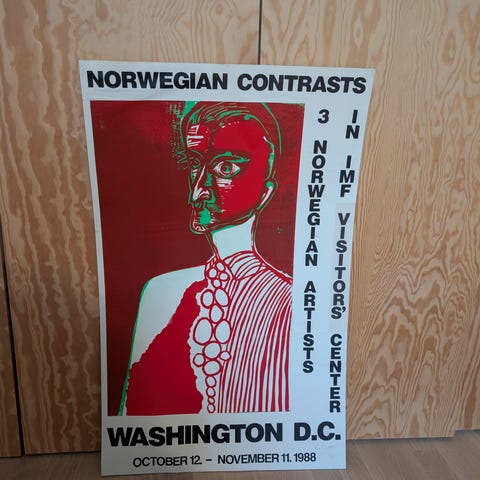 NORWEGIAN CONTRASTS
3 NORWEGIAN ARTISTS
IN IMF VISITORS' CENTER
WASHINGTON D.C.
OCTOBER 12. - NOVEMBER 11. 1988